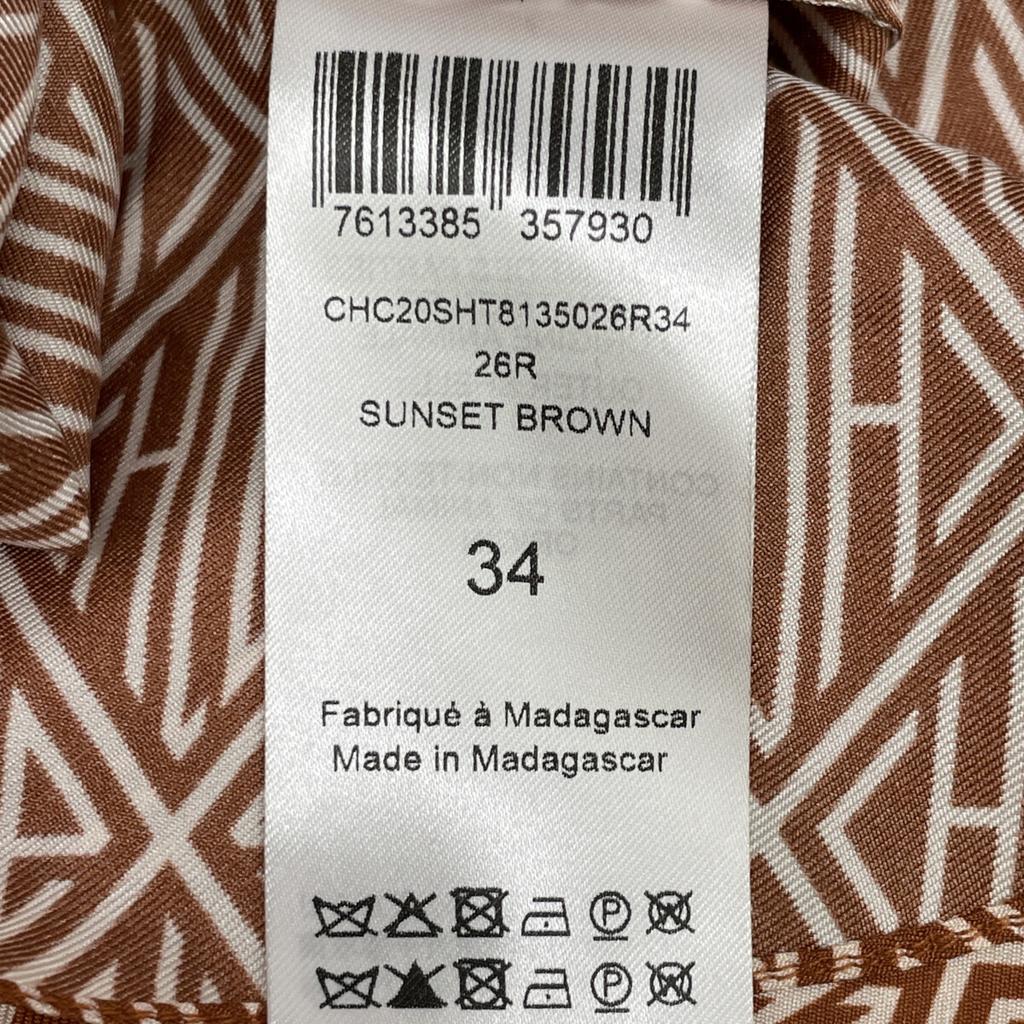 7613385 357930
CHC20SHT8135026R34
26R
SUNSET BROWN
34
Fabriqué à Madagascar
Made in Madagascar